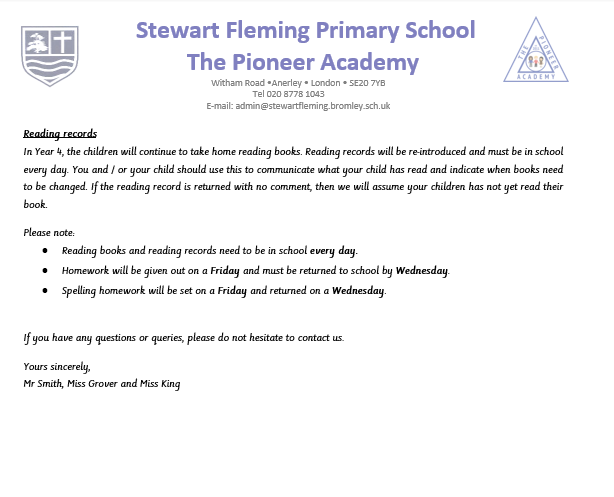 Stewart Fleming Primary School
The Pioneer Academy
Witham Road •Anerley • London • SE20 7YB
Tel 020 8778 1043
E-mail: admin@stewartfleming.bromley.sch.uk
THE PIONEER
ACADEMY
Reading records
In Year 4, the children will continue to take home reading books. Reading records will be re-introduced and must be in school
every day. You and / or your child should use this to communicate what your child has read and indicate when books need
to be changed. If the reading record is returned with no comment, then we will assume your children has not yet read their
book.
Please note:
• Reading books and reading records need to be in school every day.
• Homework will be given out on a Friday and must be returned to school by Wednesday.
• Spelling homework will be set on a Friday and returned on a Wednesday.
If you have any questions or queries, please do not hesitate to contact us.
Yours sincerely,
Mr Smith, Miss Grover and Miss King